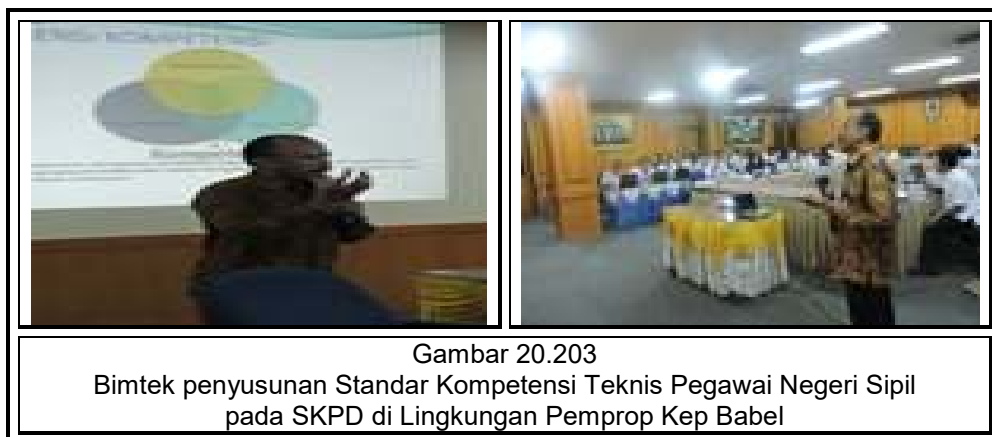 Gambar 20.203
Bimtek penyusunan Standar Kompetensi Teknis Pegawai Negeri Sipil
pada SKPD di Lingkungan Pemprop Kep Babel